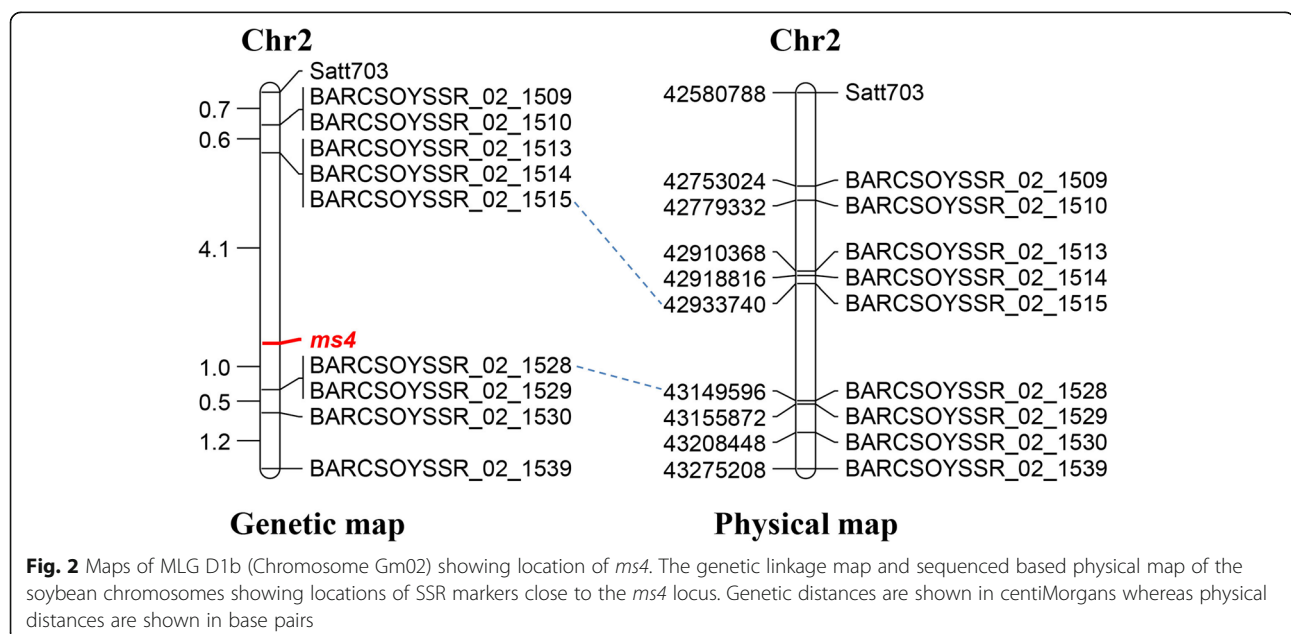 Chr2
Satt703
BARCSOYSSR_02_1509
0.7
BARCSOYSSR_02_1510
0.6
BARCSOYSSR_02_1513
BARCSOYSSR_02_1514
BARCSOYSSR_02_1515
4.1
ms4
1.0
BARCSOYSSR_02_1528
BARCSOYSSR_02_1529
0.5
BARCSOYSSR_02_1530
1.2
BARCSOYSSR_02_1539
Genetic map
Chr2
42580788 Satt703
42753024 BARCSOYSSR_02_1509
42779332 BARCSOYSSR_02_1510
42910368 BARCSOYSSR_02_1513
42918816 BARCSOYSSR_02_1514
42933740 BARCSOYSSR_02_1515
43149596 BARCSOYSSR_02_1528
43155872 BARCSOYSSR_02_1529
43208448 BARCSOYSSR_02_1530
43275208 BARCSOYSSR_02_1539
Physical map
Fig. 2 Maps of MLG D1b (Chromosome Gm02) showing location of ms4. The genetic linkage map and sequenced based physical map of the
soybean chromosomes showing locations of SSR markers close to the ms4 locus. Genetic distances are shown in centiMorgans whereas physical
distances are shown in base pairs